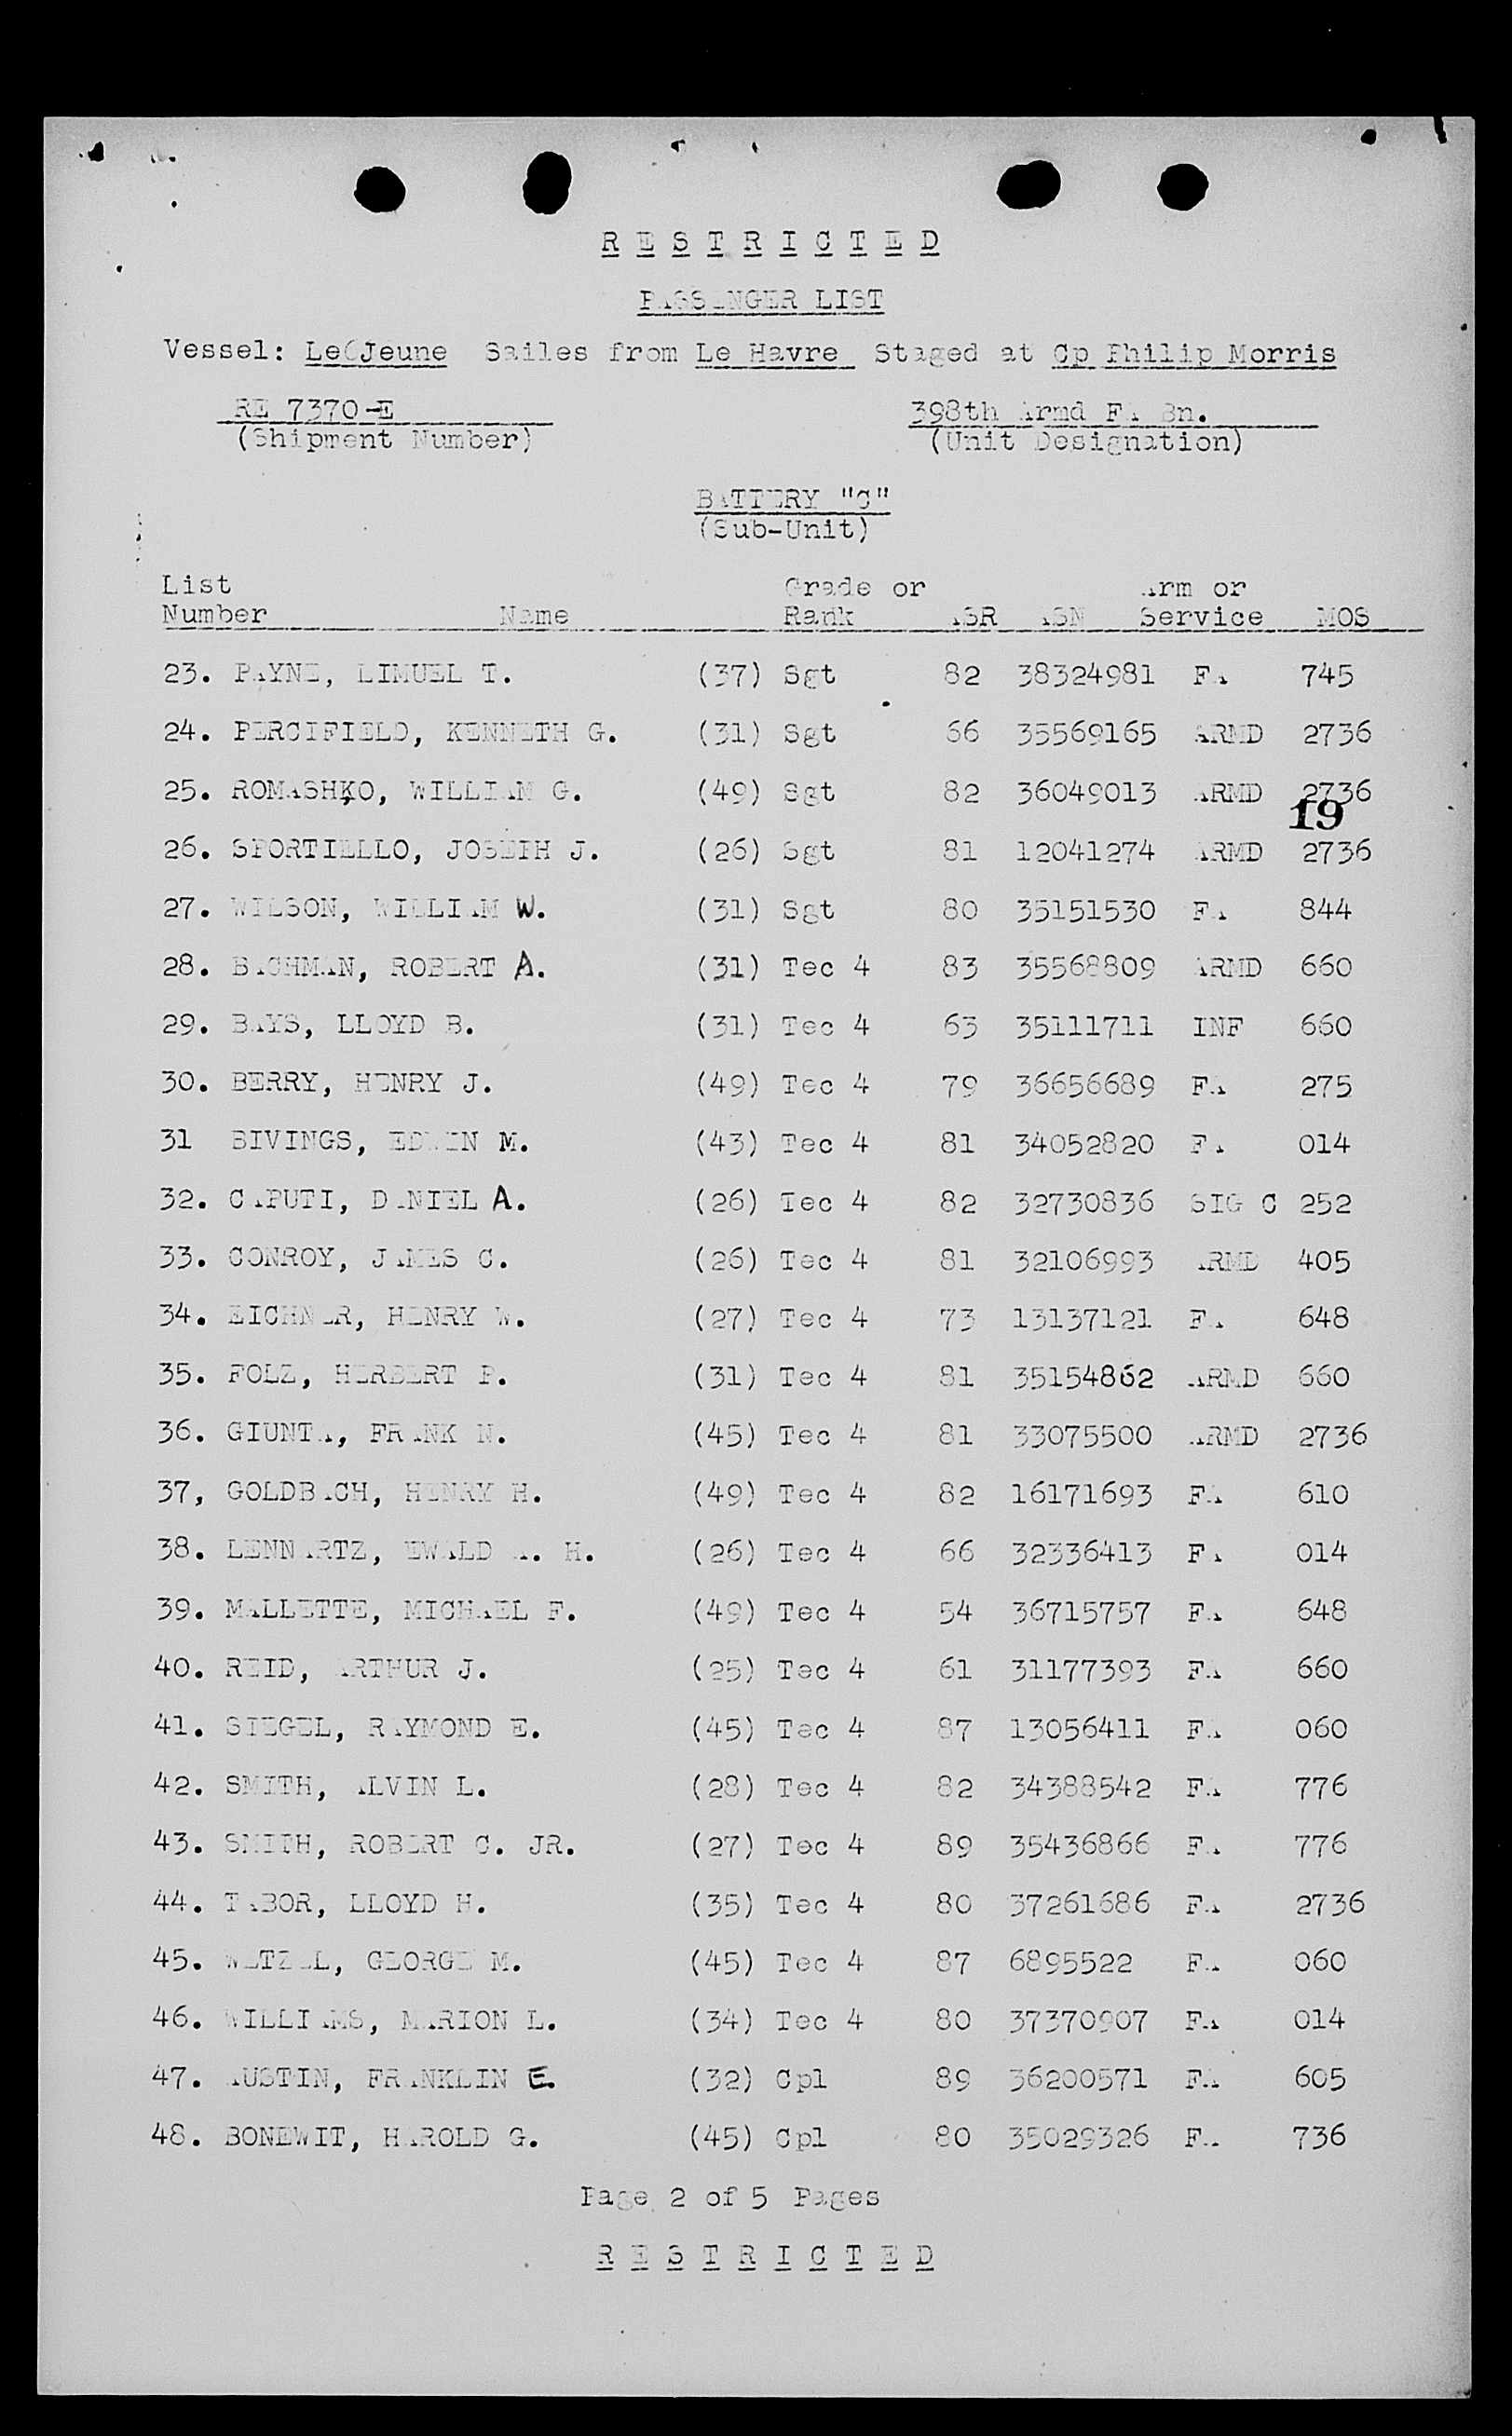 R E S T R I C T E D
PASSENGER LIST
Vessel: LeCJeune Sailes from Le Havre Staged at Cp Philip Morris
RE 7370-E 398th Armd FA Bn.
(Shipment Number) (Unit Designation)
BATTERY "C"
(Sub-Unit)
List Grade or Arm or
Number Name Rank ASR ASN Service MOS
23. PAYNE, LIMUEL T. (37) Sgt 82 38324981 FA 745
24. PERCIFIELD, KENNETH G. (31) Sgt 66 35569165 ARMD 2736
25. ROMASHKO, WILLIAM G. (49) Sgt 82 36049013 ARMD 2736
19
26. SPORTIELLO, JOSEPH J. (26) Sgt 81 12041274 ARMD 2736
27. WILSON, WILLIAM W. (31) Sgt 80 35151530 FA 844
28. BACHMAN, ROBERT A. (31) Tec 4 83 35568809 ARMD 660
29. BAYS, LLOYD B. (31) Tec 4 63 35111711 INF 660
30. BERRY, HENRY J. (49) Tec 4 79 36656689 FA 275
31 BIVINGS, EDWIN M. (43) Tec 4 81 34052820 FA 014
32. CAPUTI, DANIEL A. (26) Tec 4 82 32730836 SIG C 252
33. CONROY, JAMES C. (26) Tec 4 81 32106993 ARMD 405
34. EICHNER, HENRY W. (27) Tec 4 73 13137121 FA 648
35. FOLZ, HERBERT P. (31) Tec 4 81 35154862 ARMD 660
36. GIUNTA, FRANK N. (45) Tec 4 81 33075500 ARMD 2736
37, GOLDBACH, HENRY H. (49) Tec 4 82 16171693 FA 610
38. LENNARTZ, EWALD A. H. (26) Tec 4 66 32336413 FA 014
39. MALLETTE, MICHAEL F. (49) Tec 4 54 36715757 FA 648
40. REID, ARTHUR J. (25) Tec 4 61 31177393 FA 660
41. SIEGEL, RAYMOND E. (45) Tec 4 87 13056411 FA 060
42. SMITH, ALVIN L. (28) Tec 4 82 34388542 FA 776
43. SMITH, ROBERT C. JR. (27) Tec 4 89 35436866 FA 776
44. TABOR, LLOYD H. (35) Tec 4 80 37261686 FA 2736
45. WETZEL, GEORGE M. (45) Tec 4 87 6895522 FA 060
46. WILLIAMS, MARION L. (34) Tec 4 80 37370907 FA 014
47. AUSTIN, FRANKLIN E. (32) Cpl 89 36200571 FA 605
48. BONEWIT, HAROLD G. (45) Cpl 80 35029326 FA 736
Page 2 of 5 Pages
R E S T R I C T E D